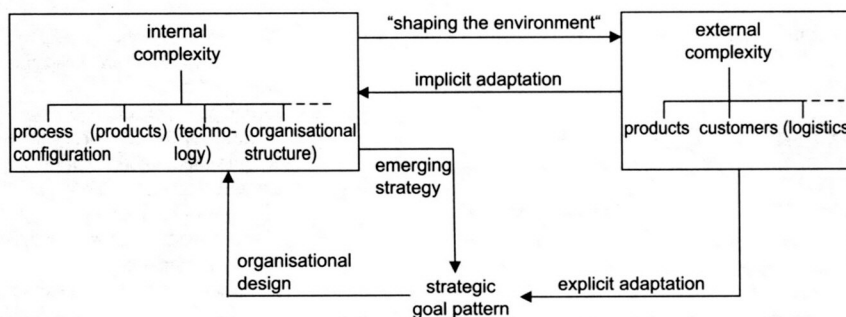 internal
complexity
process
configuration
(products)
(techno-
logy)
(organisational
structure)
"shaping the environment"
implicit adaptation
external
complexity
products
customers
(logistics
emerging
strategy
organisational
design
strategic
goal pattern
explicit adaptation